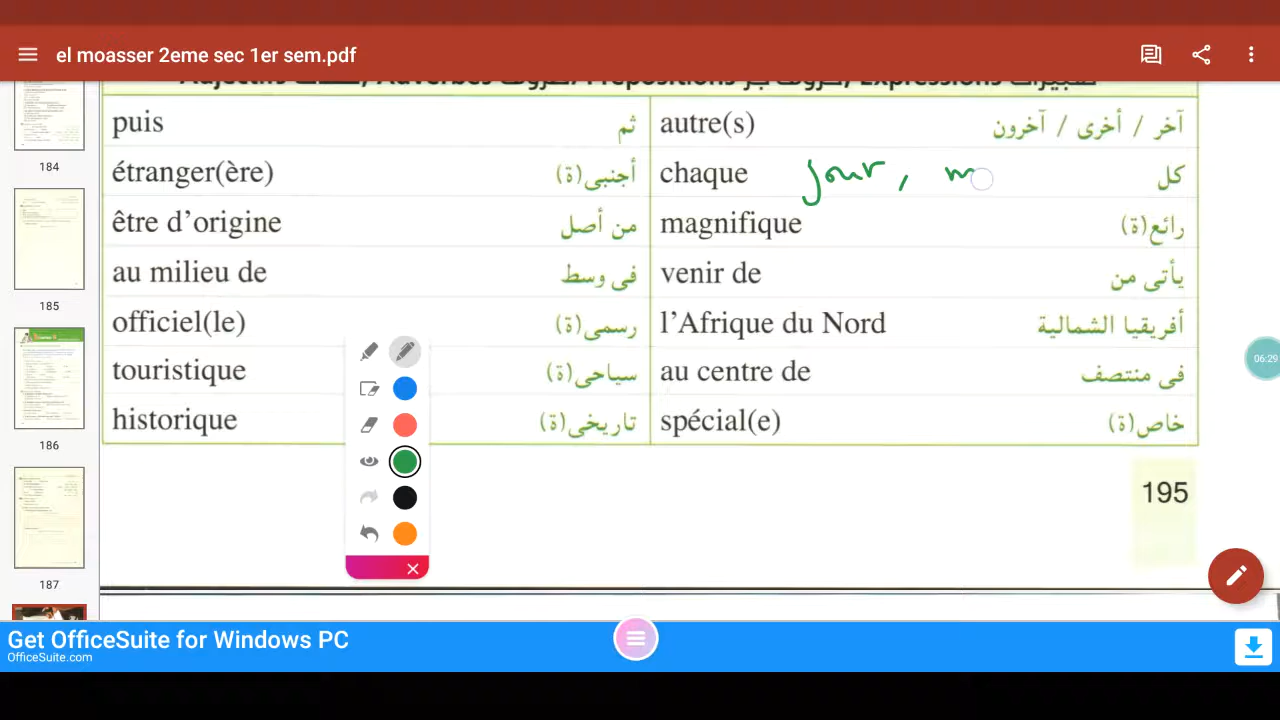 el moasser 2eme sec 1er sem.pdf
puis ثم autre(s) آخر / أخرى / آخرون
184
étranger(ère) أجنبى(ة) chaque jour, m كل
être d'origine من أصل magnifique رائع(ة)
au milieu de فى وسط venir de يأتى من
185
officiel(le) رسمى(ة) l'Afrique du Nord أفريقيا الشمالية
06:29
touristique سياحى(ة) au centre de فى منتصف
historique تاريخى(ة) spécial(e) خاص(ة)
186
195
187
Get OfficeSuite for Windows PC
OfficeSuite.com